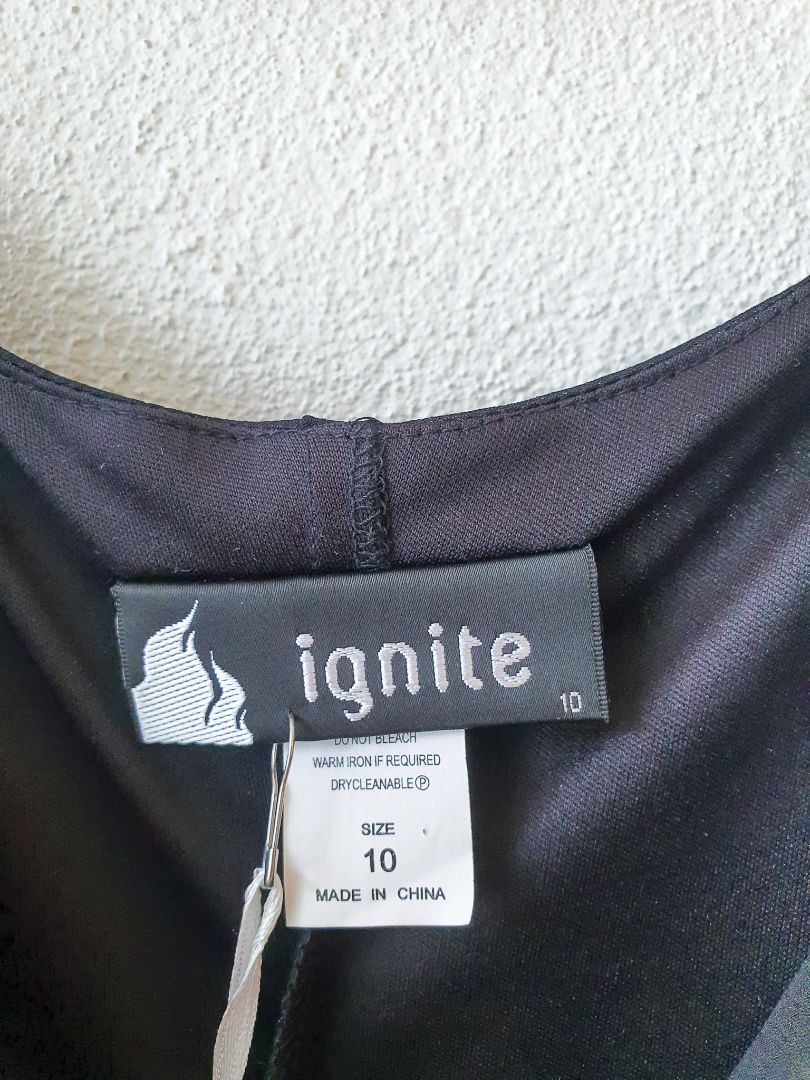 ignite
10
DO NOT BLEACH
WARM IRON IF REQUIRED
DRYCLEANABLE Ⓟ
SIZE
10
MADE IN CHINA